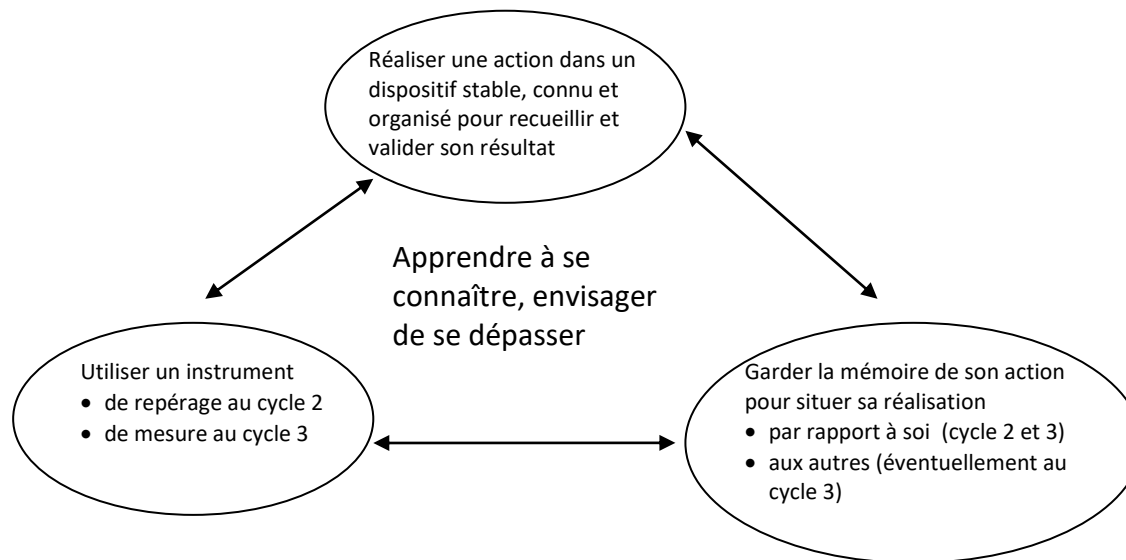 Réaliser une action dans un
dispositif stable, connu et
organisé pour recueillir et
valider son résultat
Apprendre à se
connaître, envisager
de se dépasser
Utiliser un instrument
• de repérage au cycle 2
• de mesure au cycle 3
Garder la mémoire de son action
pour situer sa réalisation
• par rapport à soi (cycle 2 et 3)
• aux autres (éventuellement au
cycle 3)